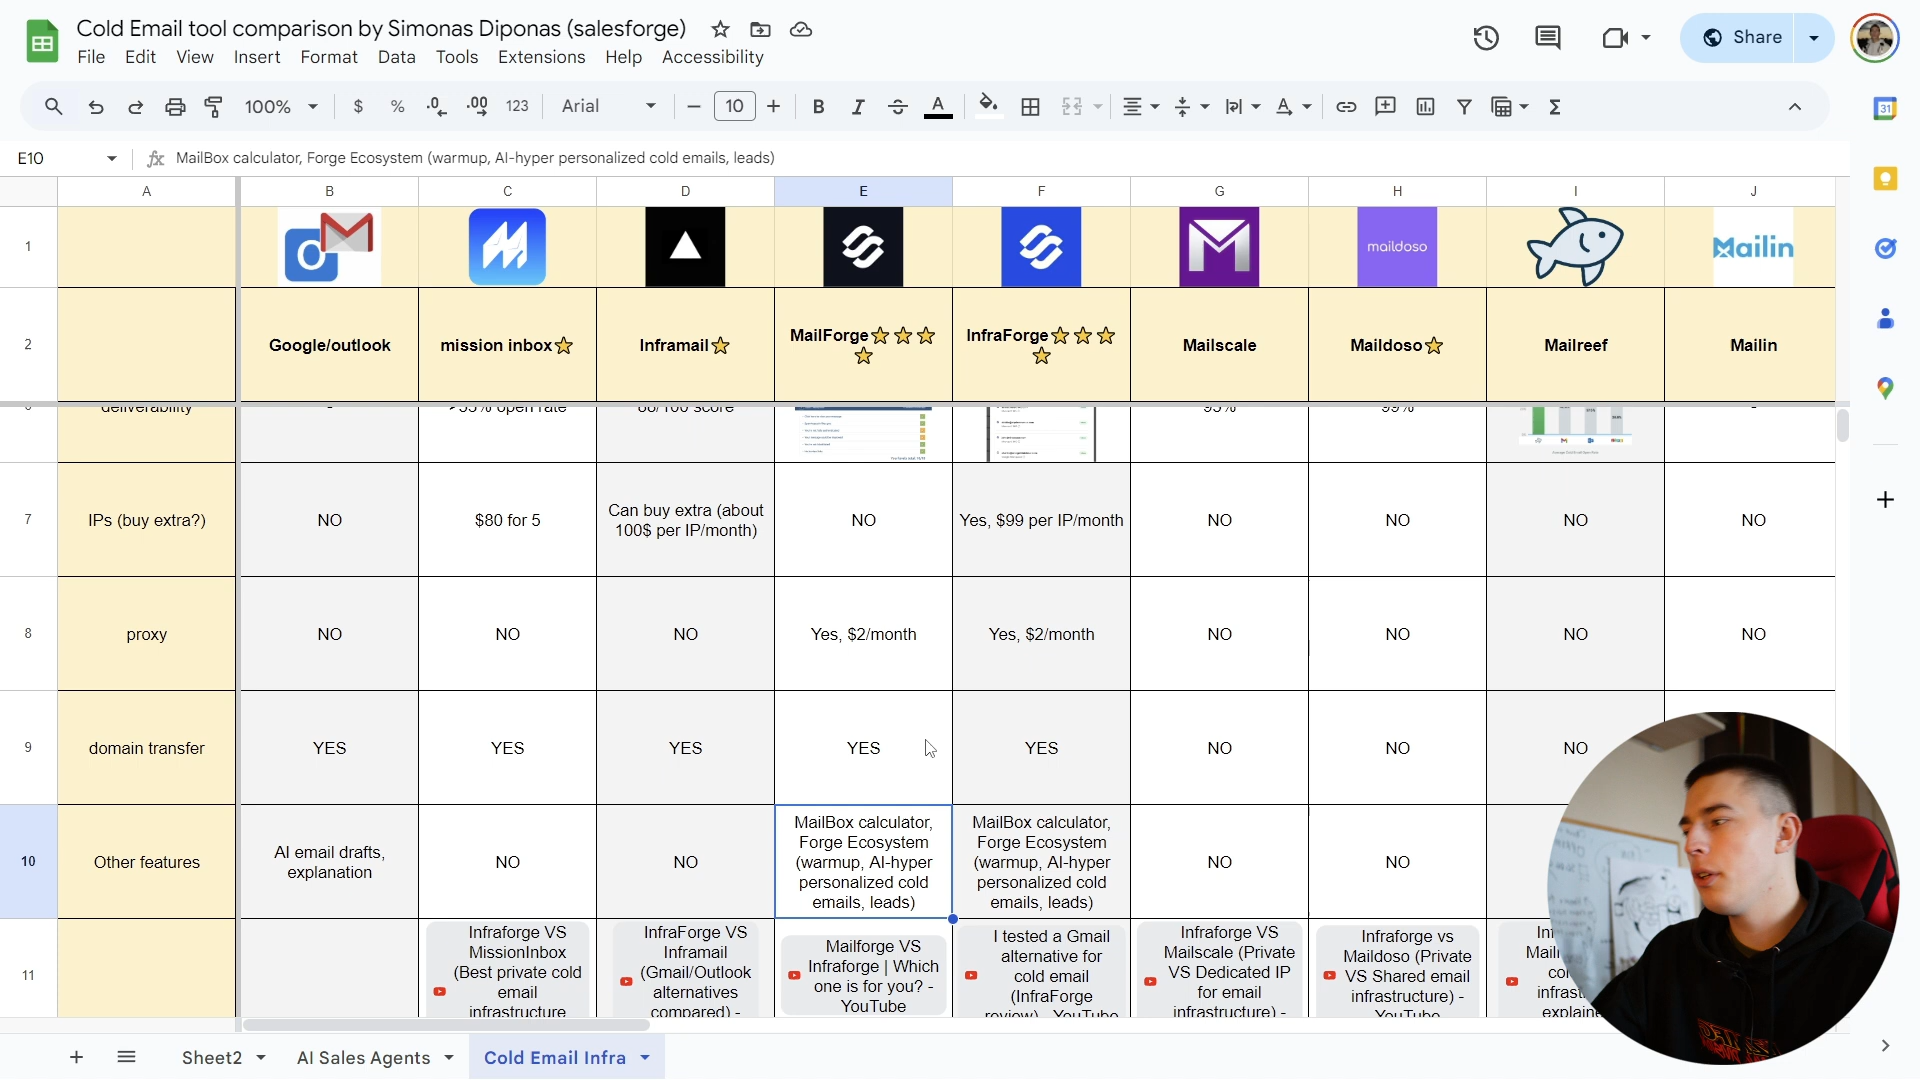 Cold Email tool comparison by Simonas Diponas (salesforge)
File Edit View Insert Format Data Tools Extensions Help Accessibility
Share
100% $ % .0 .00 123 Arial 10 B I A
31
E10 fx MailBox calculator, Forge Ecosystem (warmup, AI-hyper personalized cold emails, leads)
A B C D E F G H I J
1 maildoso Mailin
2 Google/outlook mission inbox Inframail MailForge InfraForge Mailscale Maildoso Mailreef Mailin
deliverability - >55% open rate 95% 99% -
7 IPs (buy extra?) NO $80 for 5 Can buy extra (about
100$ per IP/month) NO Yes, $99 per IP/month NO NO NO NO
8 proxy NO NO NO Yes, $2/month Yes, $2/month NO NO NO NO
9 domain transfer YES YES YES YES YES NO NO NO
10 Other features AI email drafts,
explanation NO NO MailBox calculator,
Forge Ecosystem
(warmup, AI-hyper
personalized cold
emails, leads) MailBox calculator,
Forge Ecosystem
(warmup, AI-hyper
personalized cold
emails, leads) NO NO
11 Infraforge VS
MissionInbox
(Best private cold
email
infrastructure
InfraForge VS
Inframail
(Gmail/Outlook
alternatives
compared) -
Mailforge VS
Infraforge | Which
one is for you? -
YouTube
I tested a Gmail
alternative for
cold email
(InfraForge
review) - YouTube
Infraforge VS
Mailscale (Private
VS Dedicated IP
for email
infrastructure) -
Infraforge vs
Maildoso (Private
VS Shared email
infrastructure) -
YouTube
Sheet2 AI Sales Agents Cold Email Infra